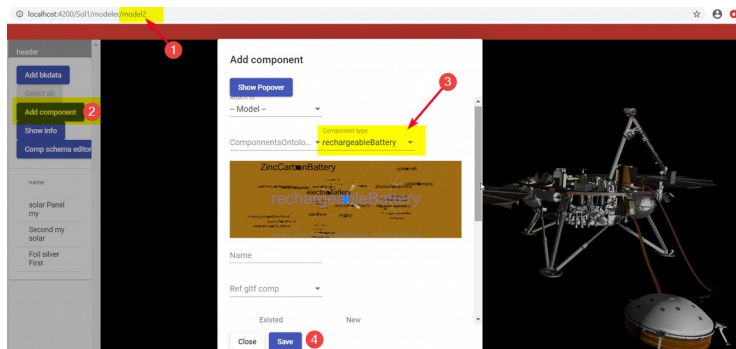 localhost:4200/Sol1/modeler/model2
1
header
Add bkdata
Select all
Add component
2
Show info
Comp schema editor
name
solar Panel
my
Second my
solar
Foil silver
First
Add component
Show Popover
3
-- Model --
Component type
ComponnentsOntolo...
rechargeableBattery
ZincCarbonBattery
electricBattery
rechargeableBattery
Name
Ref gltf comp
Existed
New
Close
Save
4